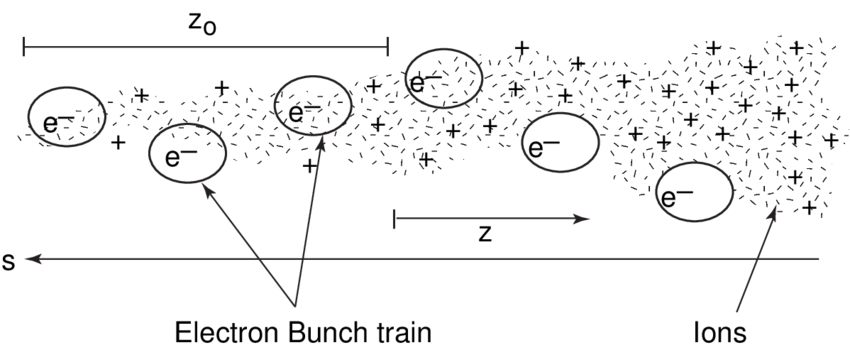 z₀
e⁻ e⁻ e⁻ e⁻ e⁻ e⁻
+ + + + + + + + + + + + + + + + + + + + + + + + + + + +
z
s
Electron Bunch train
Ions